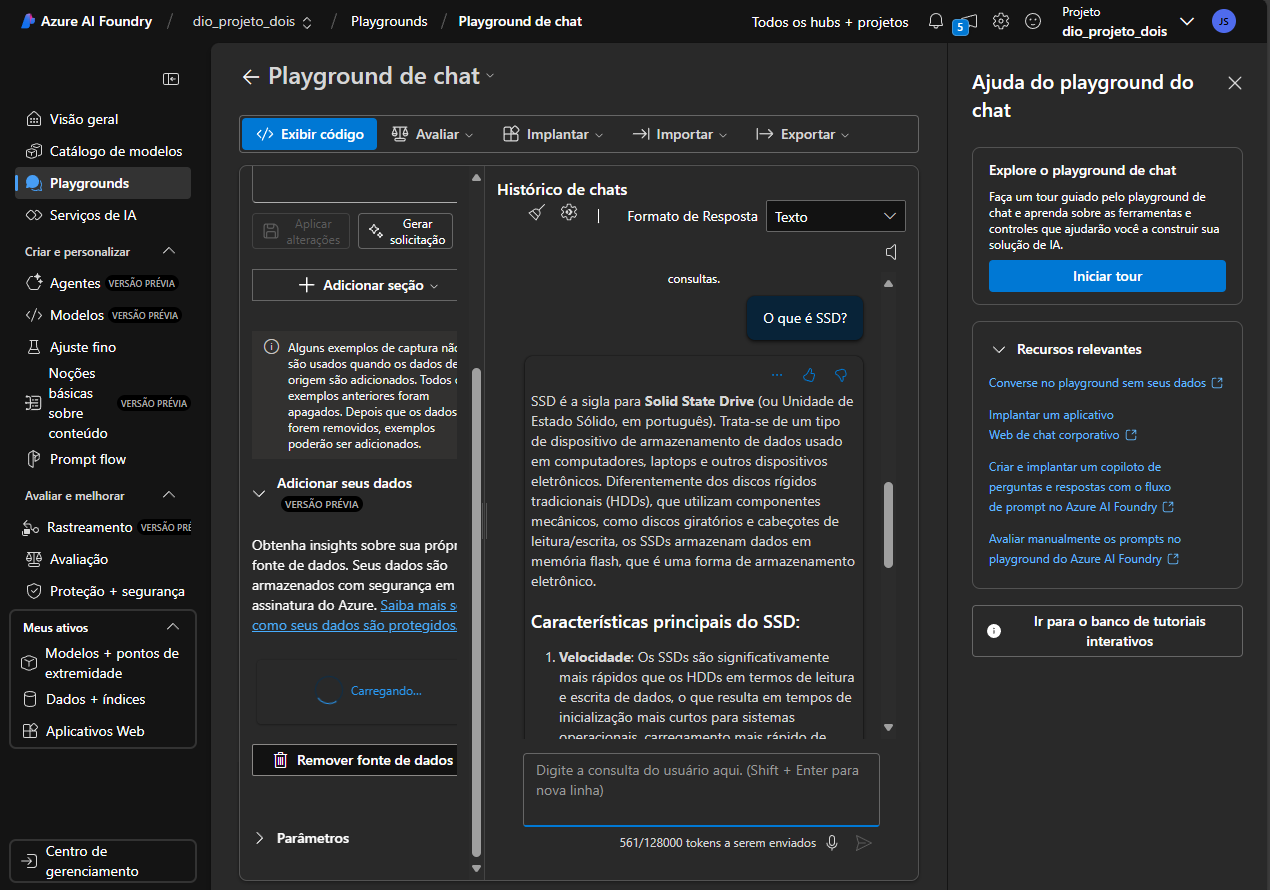 Azure AI Foundry / dio_projeto_dois / Playgrounds / Playground de chat
Todos os hubs + projetos
5
Projeto
dio_projeto_dois
JS
Visão geral
Catálogo de modelos
Playgrounds
Serviços de IA
Criar e personalizar
Agentes VERSÃO PRÉVIA
Modelos VERSÃO PRÉVIA
Ajuste fino
Noções
básicas
sobre
conteúdo
VERSÃO PRÉVIA
Prompt flow
Avaliar e melhorar
Rastreamento VERSÃO PRÉ
Avaliação
Proteção + segurança
Meus ativos
Modelos + pontos de
extremidade
Dados + índices
Aplicativos Web
Centro de
gerenciamento
Playground de chat
Exibir código
Avaliar
Implantar
Importar
Exportar
Aplicar
alterações
Gerar
solicitação
Adicionar seção
Alguns exemplos de captura não
são usados quando os dados de
origem são adicionados. Todos
exemplos anteriores foram
apagados. Depois que os dados
forem removidos, exemplos
poderão ser adicionados.
Adicionar seus dados
VERSÃO PRÉVIA
Obtenha insights sobre sua própr
fonte de dados. Seus dados são
armazenados com segurança em
assinatura do Azure. Saiba mais s
como seus dados são protegidos.
Carregando...
Remover fonte de dados
Parâmetros
Histórico de chats
Formato de Resposta
Texto
consultas.
O que é SSD?
SSD é a sigla para Solid State Drive (ou Unidade de
Estado Sólido, em português). Trata-se de um tipo
de dispositivo de armazenamento de dados usado
em computadores, laptops e outros dispositivos
eletrônicos. Diferentemente dos discos rígidos
tradicionais (HDDs), que utilizam componentes
mecânicos, como discos giratórios e cabeçotes de
leitura/escrita, os SSDs armazenam dados em
memória flash, que é uma forma de armazenamento
eletrônico.
Características principais do SSD:
1. Velocidade: Os SSDs são significativamente
mais rápidos que os HDDs em termos de leitura
e escrita de dados, o que resulta em tempos de
inicialização mais curtos para sistemas
operacionais, carregamento mais rápido de
Digite a consulta do usuário aqui. (Shift + Enter para
nova linha)
561/128000 tokens a serem enviados
Ajuda do playground do
chat
Explore o playground de chat
Faça um tour guiado pelo playground de
chat e aprenda sobre as ferramentas e
controles que ajudarão você a construir sua
solução de IA.
Iniciar tour
Recursos relevantes
Converse no playground sem seus dados
Implantar um aplicativo
Web de chat corporativo
Criar e implantar um copiloto de
perguntas e respostas com o fluxo
de prompt no Azure AI Foundry
Avaliar manualmente os prompts no
playground do Azure AI Foundry
Ir para o banco de tutoriais
interativos